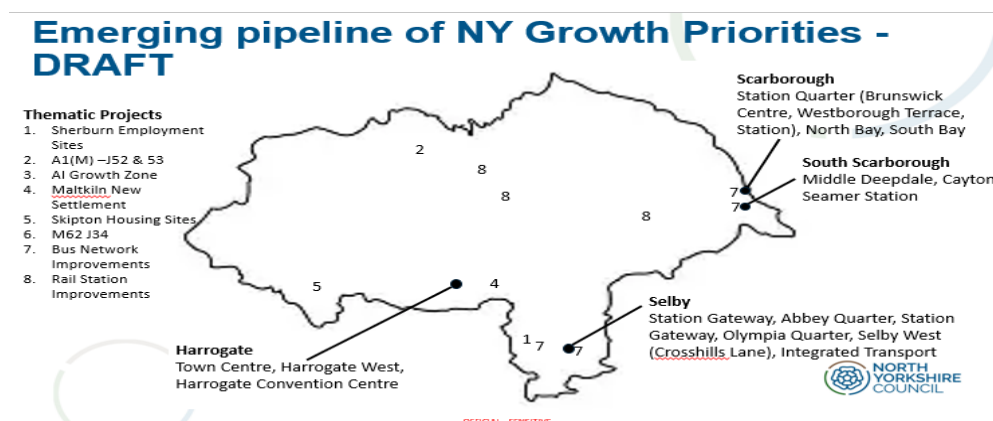 Emerging pipeline of NY Growth Priorities -
DRAFT
Thematic Projects
1. Sherburn Employment
Sites
2. A1(M) –J52 & 53
3. AI Growth Zone
4. Maltkiln New
Settlement
5. Skipton Housing Sites
6. M62 J34
7. Bus Network
Improvements
8. Rail Station
Improvements
Scarborough
Station Quarter (Brunswick
Centre, Westborough Terrace,
Station), North Bay, South Bay
South Scarborough
Middle Deepdale, Cayton
Seamer Station
2
8
8
8
7
7
5
4
1
7
7
Selby
Station Gateway, Abbey Quarter, Station
Gateway, Olympia Quarter, Selby West
(Crosshills Lane), Integrated Transport
Harrogate
Town Centre, Harrogate West,
Harrogate Convention Centre
NORTH
YORKSHIRE
COUNCIL